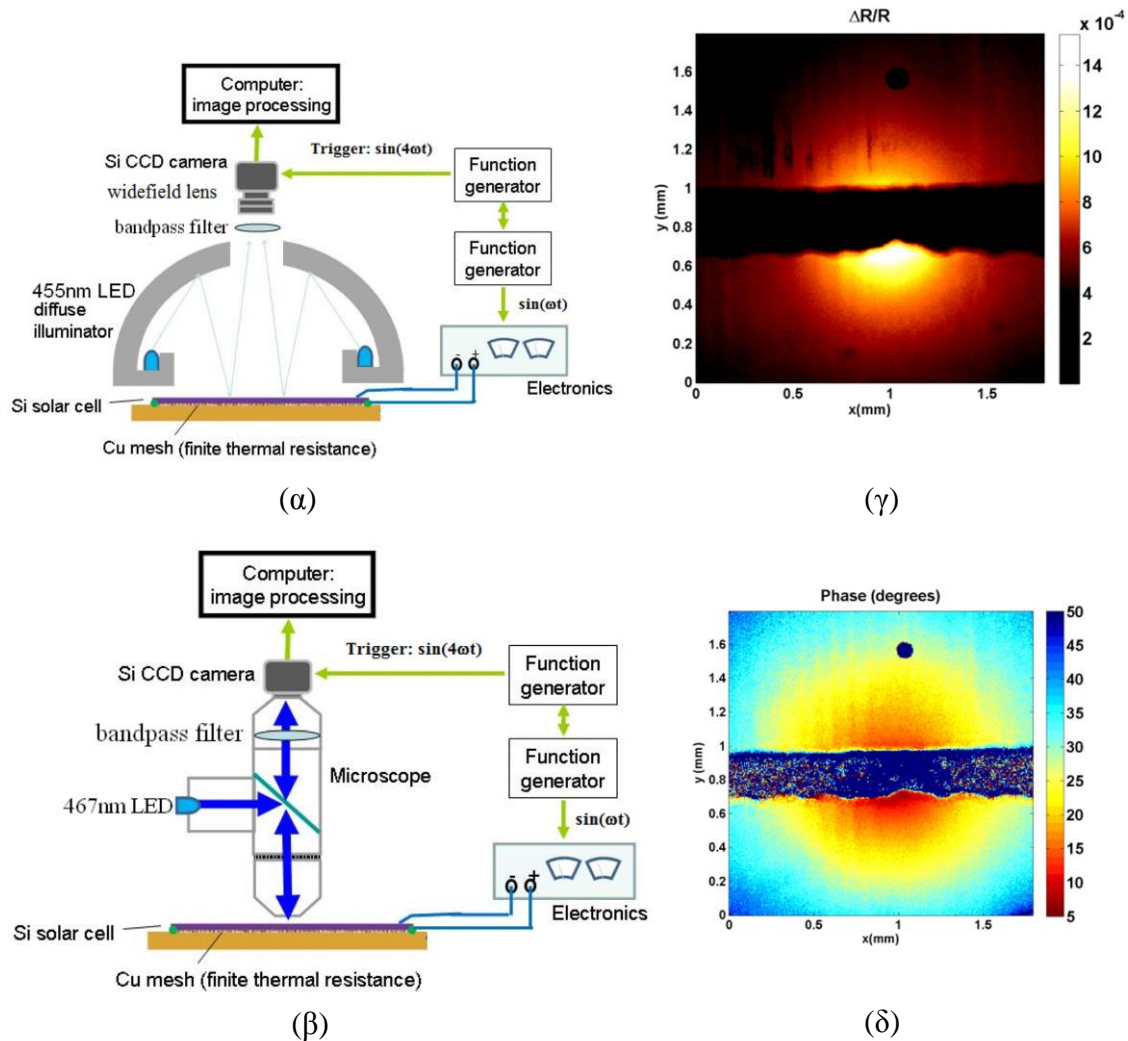 Computer:
image processing
Si CCD camera
widefield lens
bandpass filter
Trigger: sin(4ωt)
Function
generator
Function
generator
455nm LED
diffuse
illuminator
sin(ωt)
- +
Electronics
Si solar cell
Cu mesh (finite thermal resistance)
(α)
ΔR/R
x 10⁻⁴
y (mm)
1.6
1.4
1.2
1
0.8
0.6
0.4
0.2
0
0 0.5 1 1.5
x(mm)
14
12
10
8
6
4
2
(γ)
Computer:
image processing
Si CCD camera
Trigger: sin(4ωt)
Function
generator
bandpass filter
Microscope
Function
generator
467nm LED
sin(ωt)
- +
Electronics
Si solar cell
Cu mesh (finite thermal resistance)
(β)
Phase (degrees)
y (mm)
1.6
1.4
1.2
1
0.8
0.6
0.4
0.2
0
0 0.5 1 1.5
x(mm)
50
45
40
35
30
25
20
15
10
5
(δ)